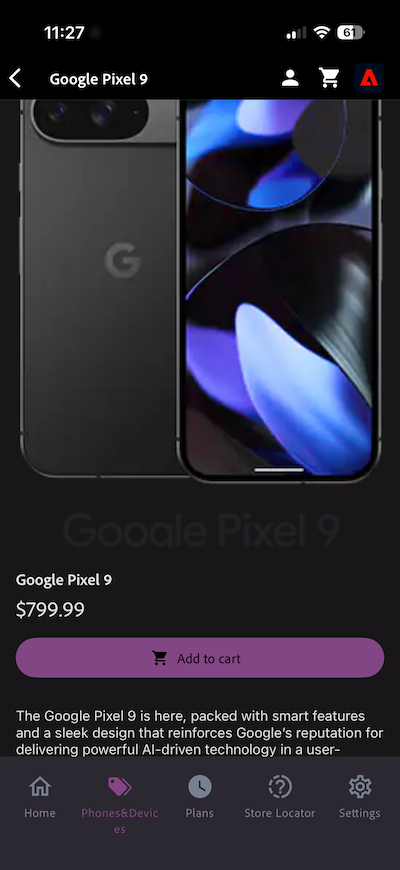 11:27
61
Google Pixel 9
G
Google Pixel 9
Google Pixel 9
$799.99
Add to cart
The Google Pixel 9 is here, packed with smart features
and a sleek design that reinforces Google's reputation for
delivering powerful AI-driven technology in a user-
Home
Phones&Devic
es
Plans
Store Locator
Settings